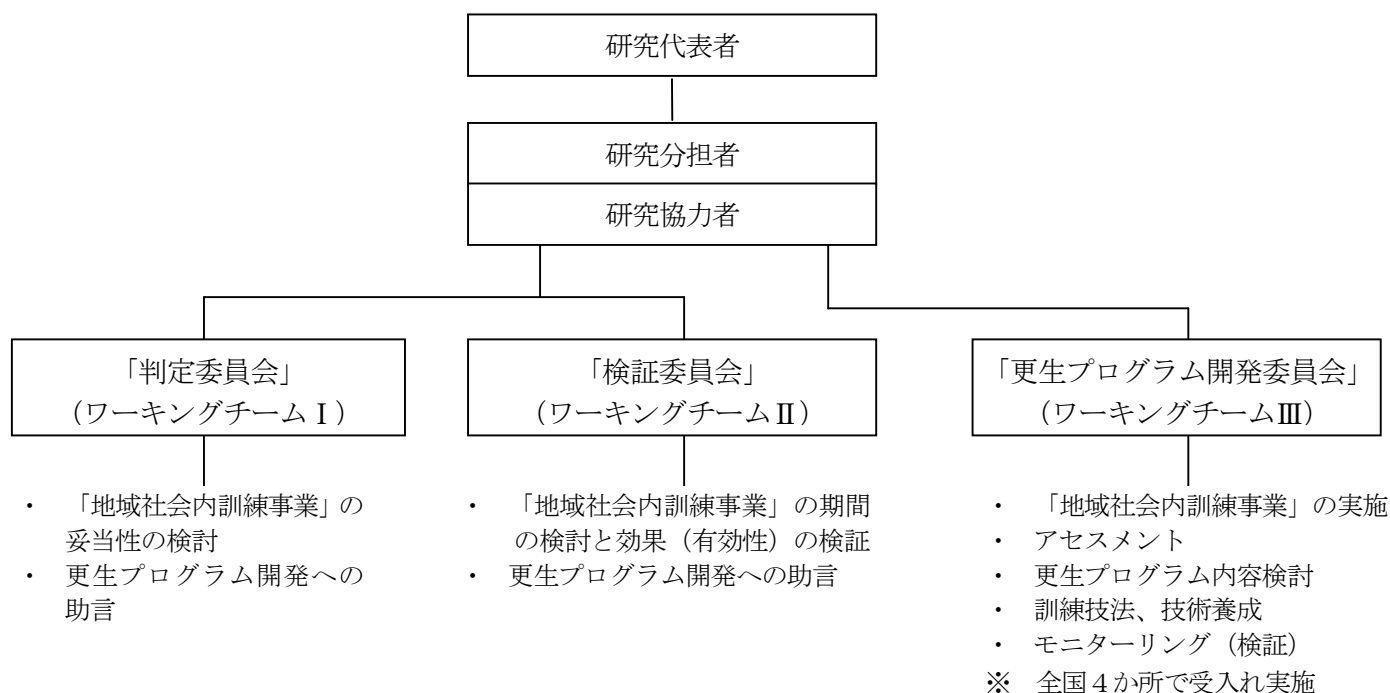 研究代表者
研究分担者
研究協力者
「判定委員会」
(ワーキングチームⅠ)
「検証委員会」
(ワーキングチームⅡ)
「更生プログラム開発委員会」
(ワーキングチームⅢ)
・ 「地域社会内訓練事業」の
妥当性の検討
・ 更生プログラム開発への
助言
・ 「地域社会内訓練事業」の期間
の検討と効果(有効性)の検証
・ 更生プログラム開発への助言
・ 「地域社会内訓練事業」の実施
・ アセスメント
・ 更生プログラム内容検討
・ 訓練技法、技術養成
・ モニターリング(検証)
※ 全国4か所で受入れ実施